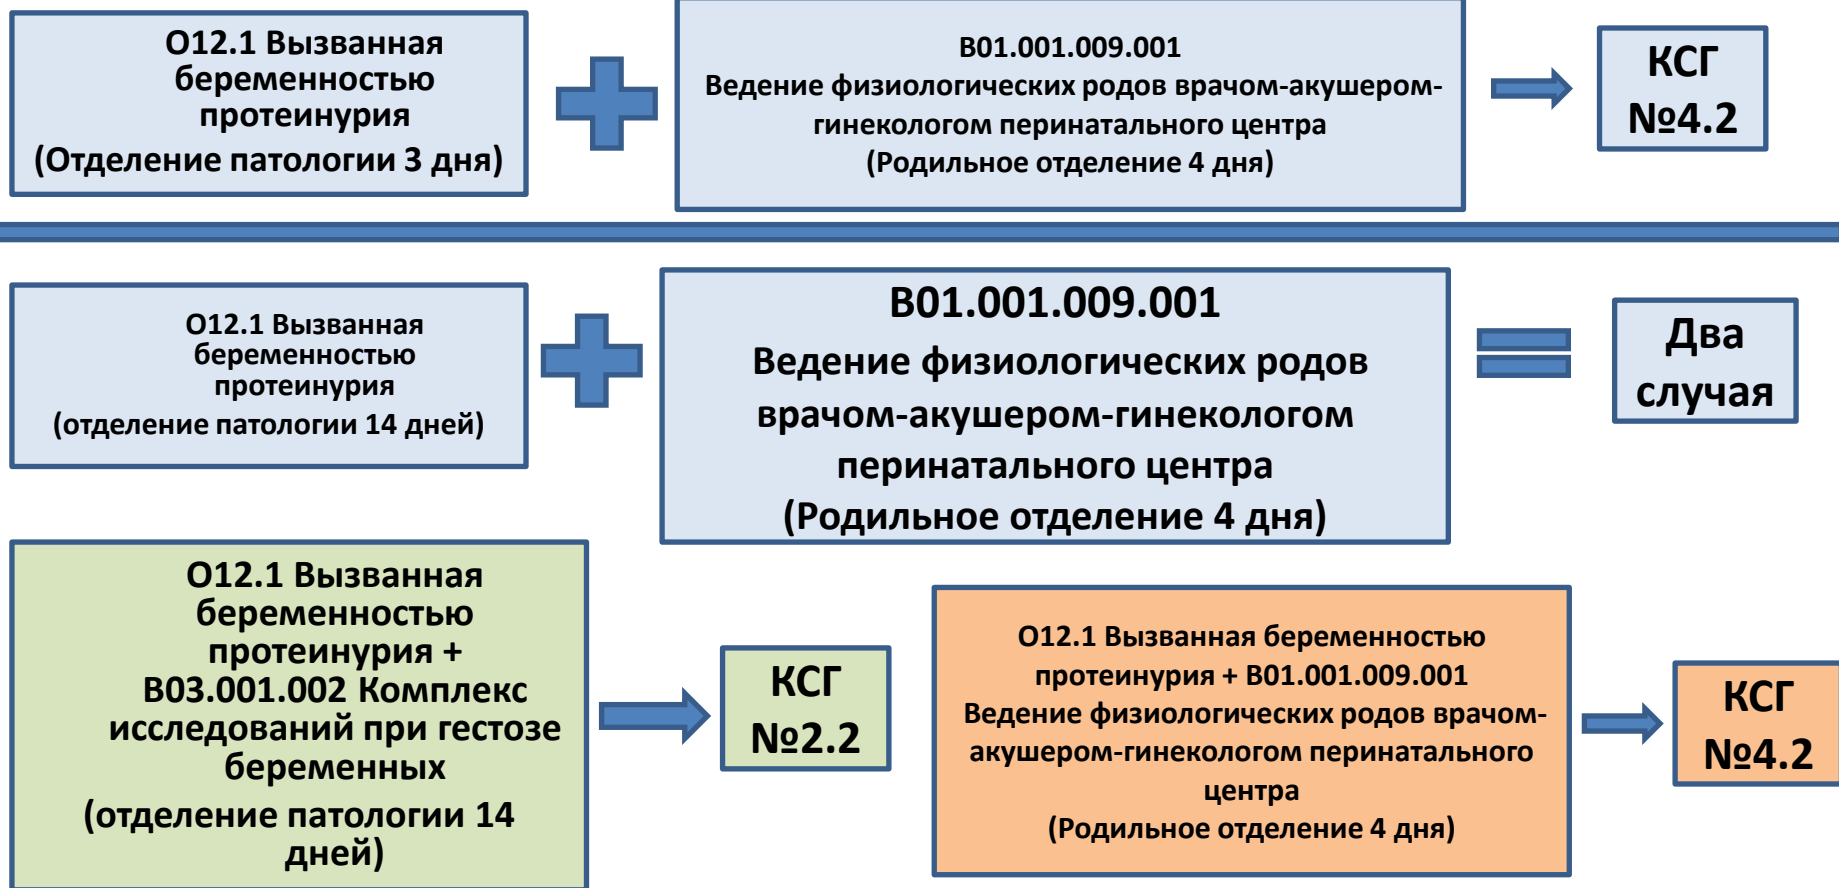 О12.1 Вызванная
беременностью
протеинурия
(Отделение патологии 3 дня)
В01.001.009.001
Ведение физиологических родов врачом-акушером-
гинекологом перинатального центра
(Родильное отделение 4 дня)
КСГ
№4.2
О12.1 Вызванная
беременностью
протеинурия
(отделение патологии 14 дней)
В01.001.009.001
Ведение физиологических родов
врачом-акушером-гинекологом
перинатального центра
(Родильное отделение 4 дня)
Два
случая
О12.1 Вызванная
беременностью
протеинурия +
В03.001.002 Комплекс
исследований при гестозе
беременных
(отделение патологии 14
дней)
КСГ
№2.2
О12.1 Вызванная беременностью
протеинурия + В01.001.009.001
Ведение физиологических родов врачом-
акушером-гинекологом перинатального
центра
(Родильное отделение 4 дня)
КСГ
№4.2